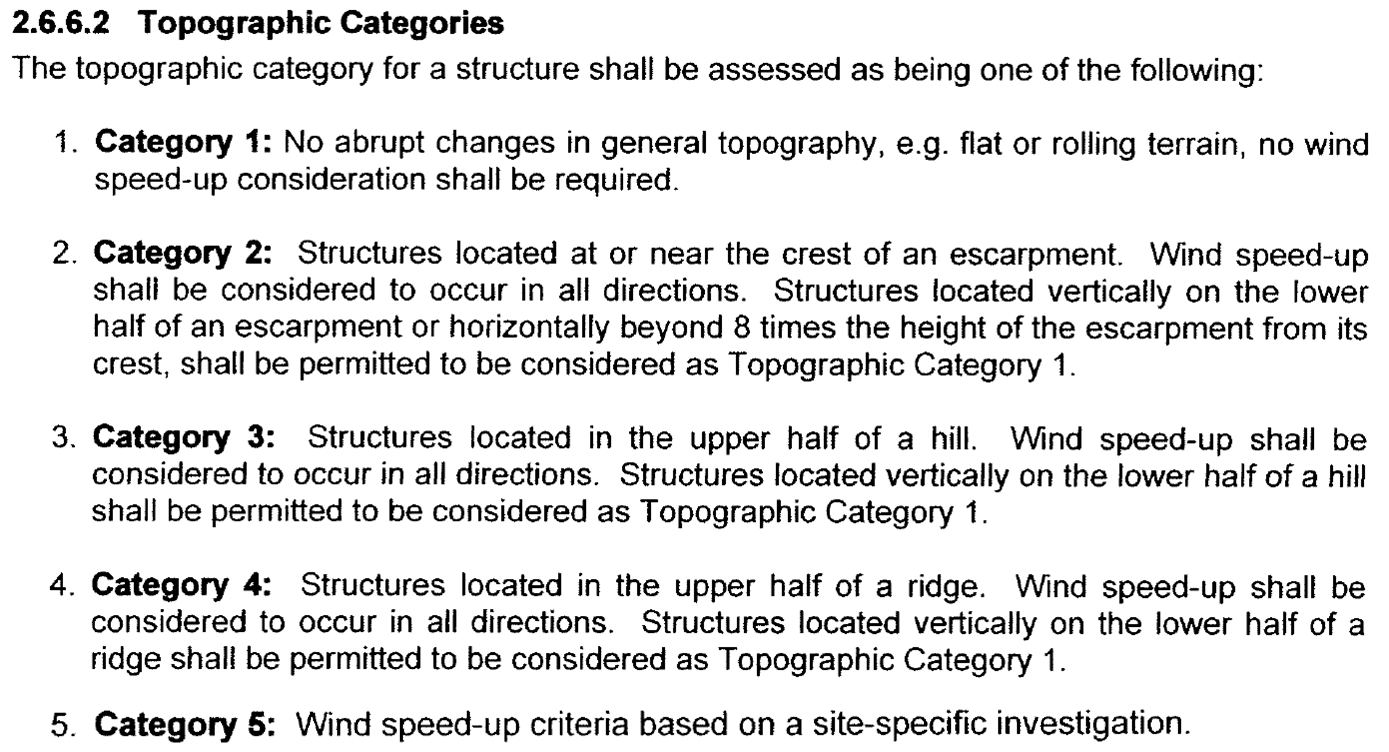 2.6.6.2 Topographic Categories
The topographic category for a structure shall be assessed as being one of the following:
1. Category 1: No abrupt changes in general topography, e.g. flat or rolling terrain, no wind
speed-up consideration shall be required.
2. Category 2: Structures located at or near the crest of an escarpment. Wind speed-up
shall be considered to occur in all directions. Structures located vertically on the lower
half of an escarpment or horizontally beyond 8 times the height of the escarpment from its
crest, shall be permitted to be considered as Topographic Category 1.
3. Category 3: Structures located in the upper half of a hill. Wind speed-up shall be
considered to occur in all directions. Structures located vertically on the lower half of a hill
shall be permitted to be considered as Topographic Category 1.
4. Category 4: Structures located in the upper half of a ridge. Wind speed-up shall be
considered to occur in all directions. Structures located vertically on the lower half of a
ridge shall be permitted to be considered as Topographic Category 1.
5. Category 5: Wind speed-up criteria based on a site-specific investigation.